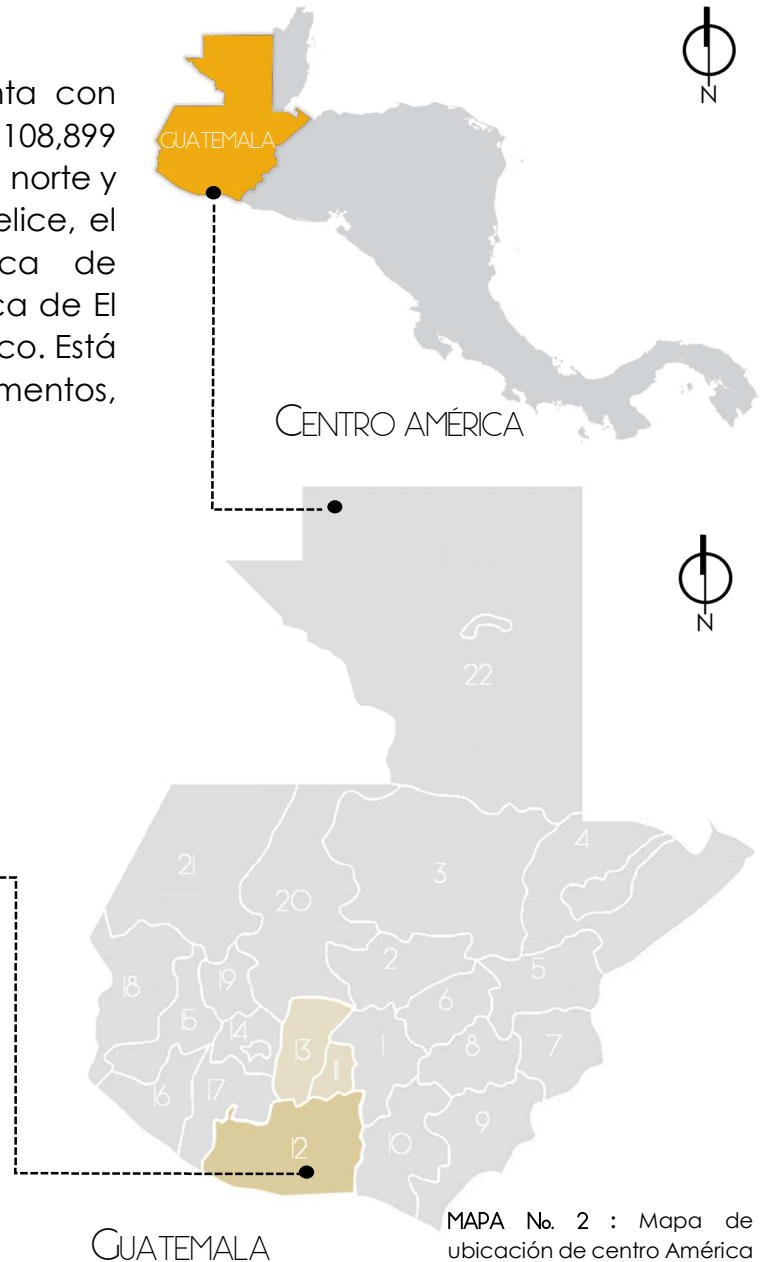 nta con
108,899
norte y
elice, el
ca de
ca de El
co. Está
mentos,
GUATEMALA
N
CENTRO AMÉRICA
N
22
21
20
3
4
18
19
15
14
2
5
6
13
11
1
8
7
16
17
12
10
9
GUATEMALA
MAPA No. 2 : Mapa de
ubicación de centro América